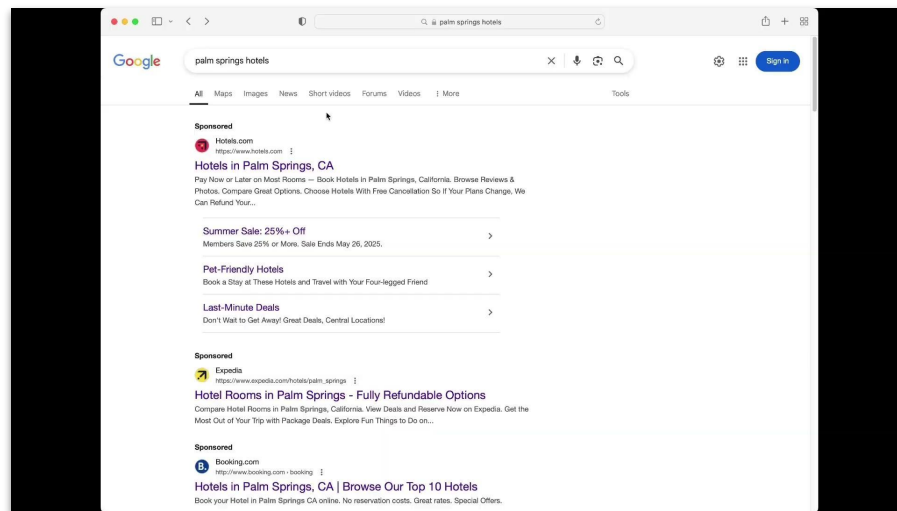 palm springs hotels
Google
palm springs hotels
Sign in
All Maps Images News Short videos Forums Videos More Tools
Sponsored
Hotels.com
https://www.hotels.com
Hotels in Palm Springs, CA
Pay Now or Later on Most Rooms — Book Hotels in Palm Springs, California. Browse Reviews &
Photos. Compare Great Options. Choose Hotels With Free Cancellation So If Your Plans Change, We
Can Refund Your...
Summer Sale: 25%+ Off
Members Save 25% or More. Sale Ends May 26, 2025.
Pet-Friendly Hotels
Book a Stay at These Hotels and Travel with Your Four-legged Friend
Last-Minute Deals
Don't Wait to Get Away! Great Deals, Central Locations!
Sponsored
Expedia
https://www.expedia.com/hotels/palm_springs
Hotel Rooms in Palm Springs - Fully Refundable Options
Compare Hotel Rooms in Palm Springs, California. View Deals and Reserve Now on Expedia. Get the
Most Out of Your Trip with Package Deals. Explore Fun Things to Do on...
Sponsored
B.
Booking.com
http://www.booking.com › booking
Hotels in Palm Springs, CA | Browse Our Top 10 Hotels
Book your Hotel in Palm Springs CA online. No reservation costs. Great rates. Special Offers.